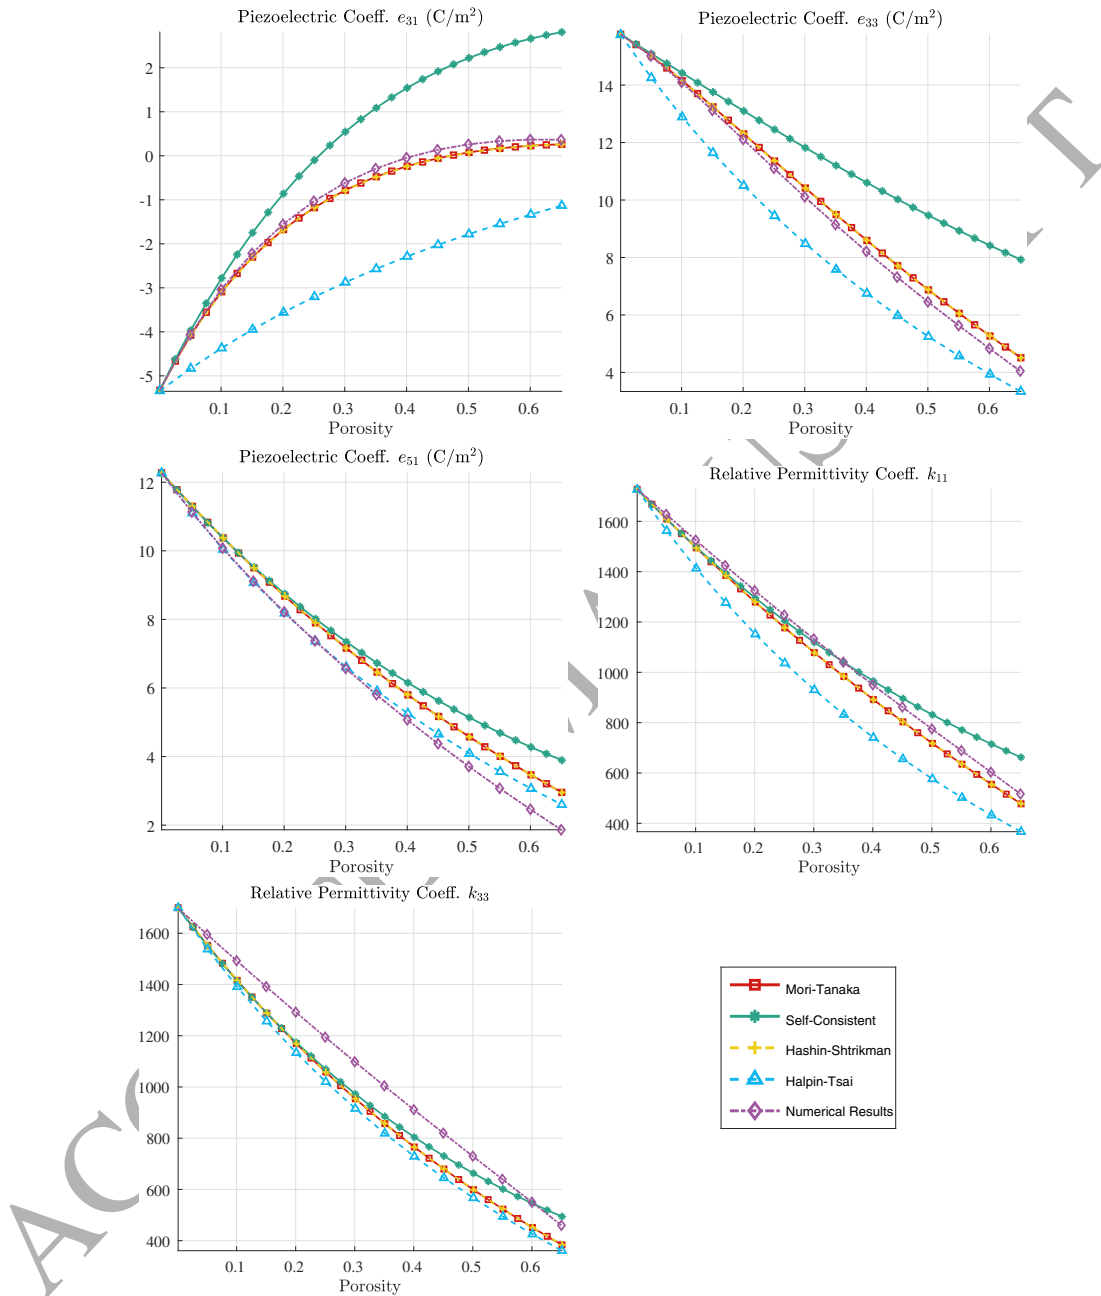 Piezoelectric Coeff. e31 (C/m²)
2
1
0
-1
-2
-3
-4
-5
0.1 0.2 0.3 0.4 0.5 0.6
Porosity
Piezoelectric Coeff. e33 (C/m²)
14
12
10
8
6
4
0.1 0.2 0.3 0.4 0.5 0.6
Porosity
Piezoelectric Coeff. e51 (C/m²)
12
10
8
6
4
2
0.1 0.2 0.3 0.4 0.5 0.6
Porosity
Relative Permittivity Coeff. k11
1600
1400
1200
1000
800
600
400
0.1 0.2 0.3 0.4 0.5 0.6
Porosity
Relative Permittivity Coeff. k33
1600
1400
1200
1000
800
600
400
0.1 0.2 0.3 0.4 0.5 0.6
Porosity
Mori-Tanaka
Self-Consistent
Hashin-Shtrikman
Halpin-Tsai
Numerical Results